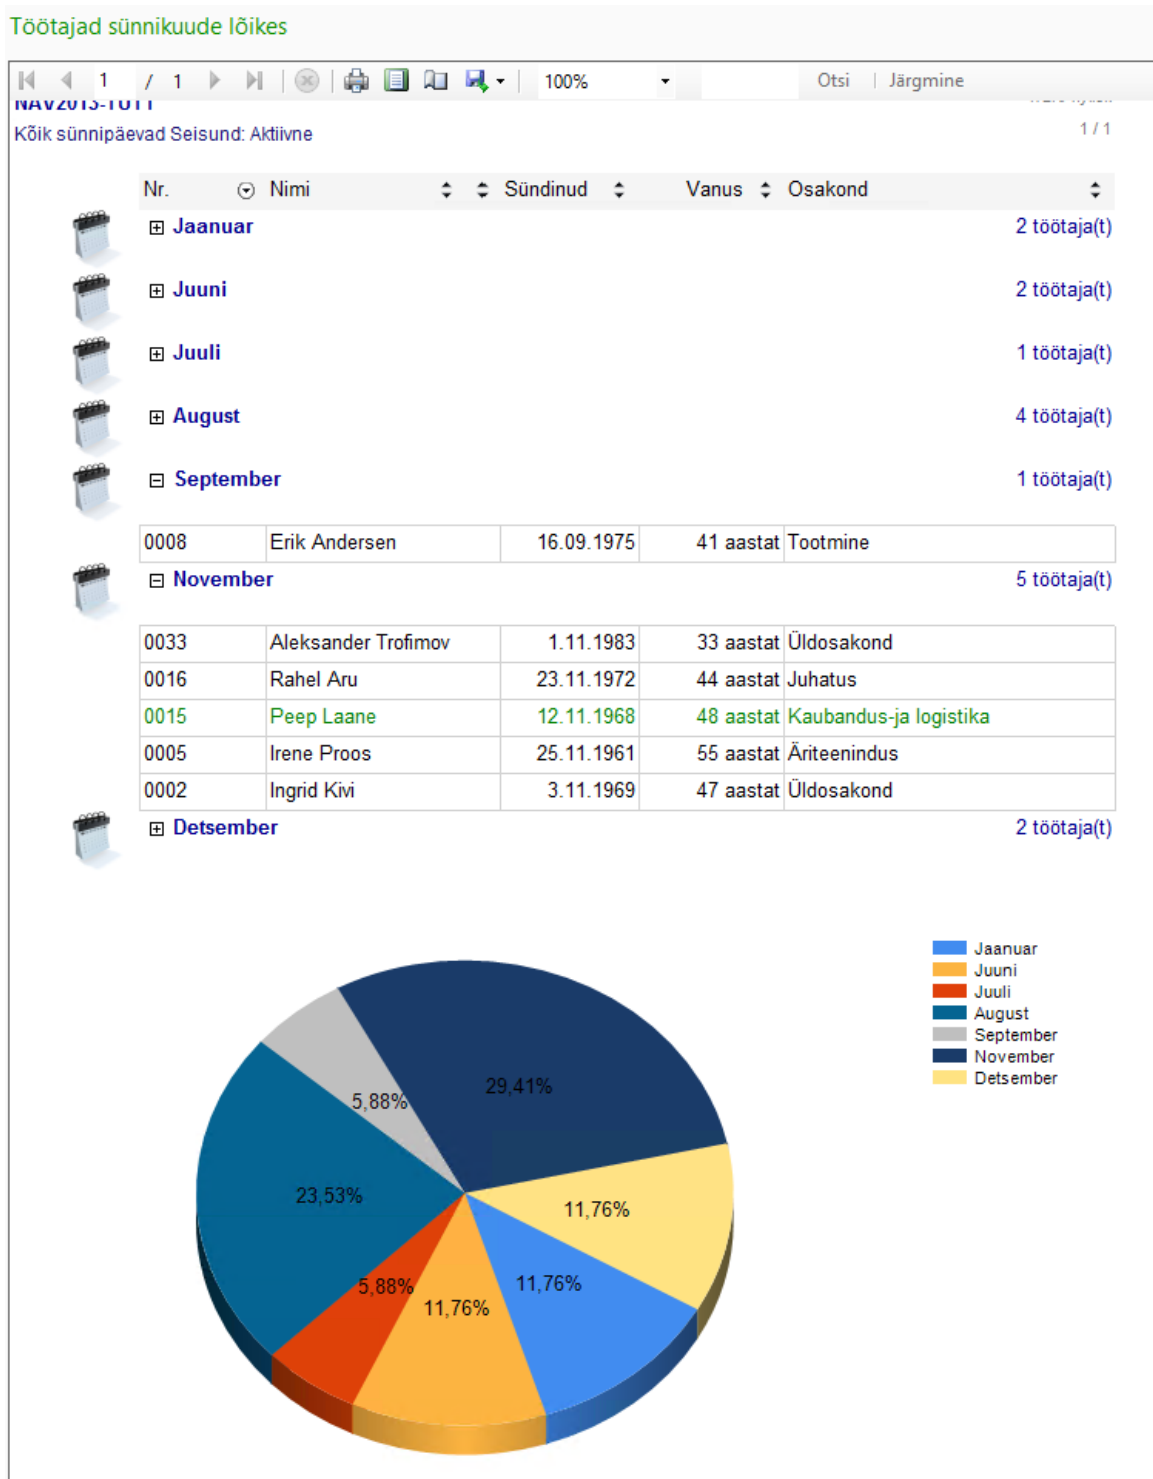 Töötajad sünnikuude lõikes
1 / 1 100% Otsi Järgmine
NAV2013-TUT1
Kõik sünnipäevad Seisund: Aktiivne 1 / 1
Nr. Nimi Sündinud Vanus Osakond
Jaanuar 2 töötaja(t)
Juuni 2 töötaja(t)
Juuli 1 töötaja(t)
August 4 töötaja(t)
September 1 töötaja(t)
0008 Erik Andersen 16.09.1975 41 aastat Tootmine
November 5 töötaja(t)
0033 Aleksander Trofimov 1.11.1983 33 aastat Üldosakond
0016 Rahel Aru 23.11.1972 44 aastat Juhatus
0015 Peep Laane 12.11.1968 48 aastat Kaubandus-ja logistika
0005 Irene Proos 25.11.1961 55 aastat Äriteenindus
0002 Ingrid Kivi 3.11.1969 47 aastat Üldosakond
Detsember 2 töötaja(t)
Jaanuar
Juuni
Juuli
August
September
November
Detsember
29,41%
5,88%
23,53%
11,76%
5,88%
11,76%
11,76%